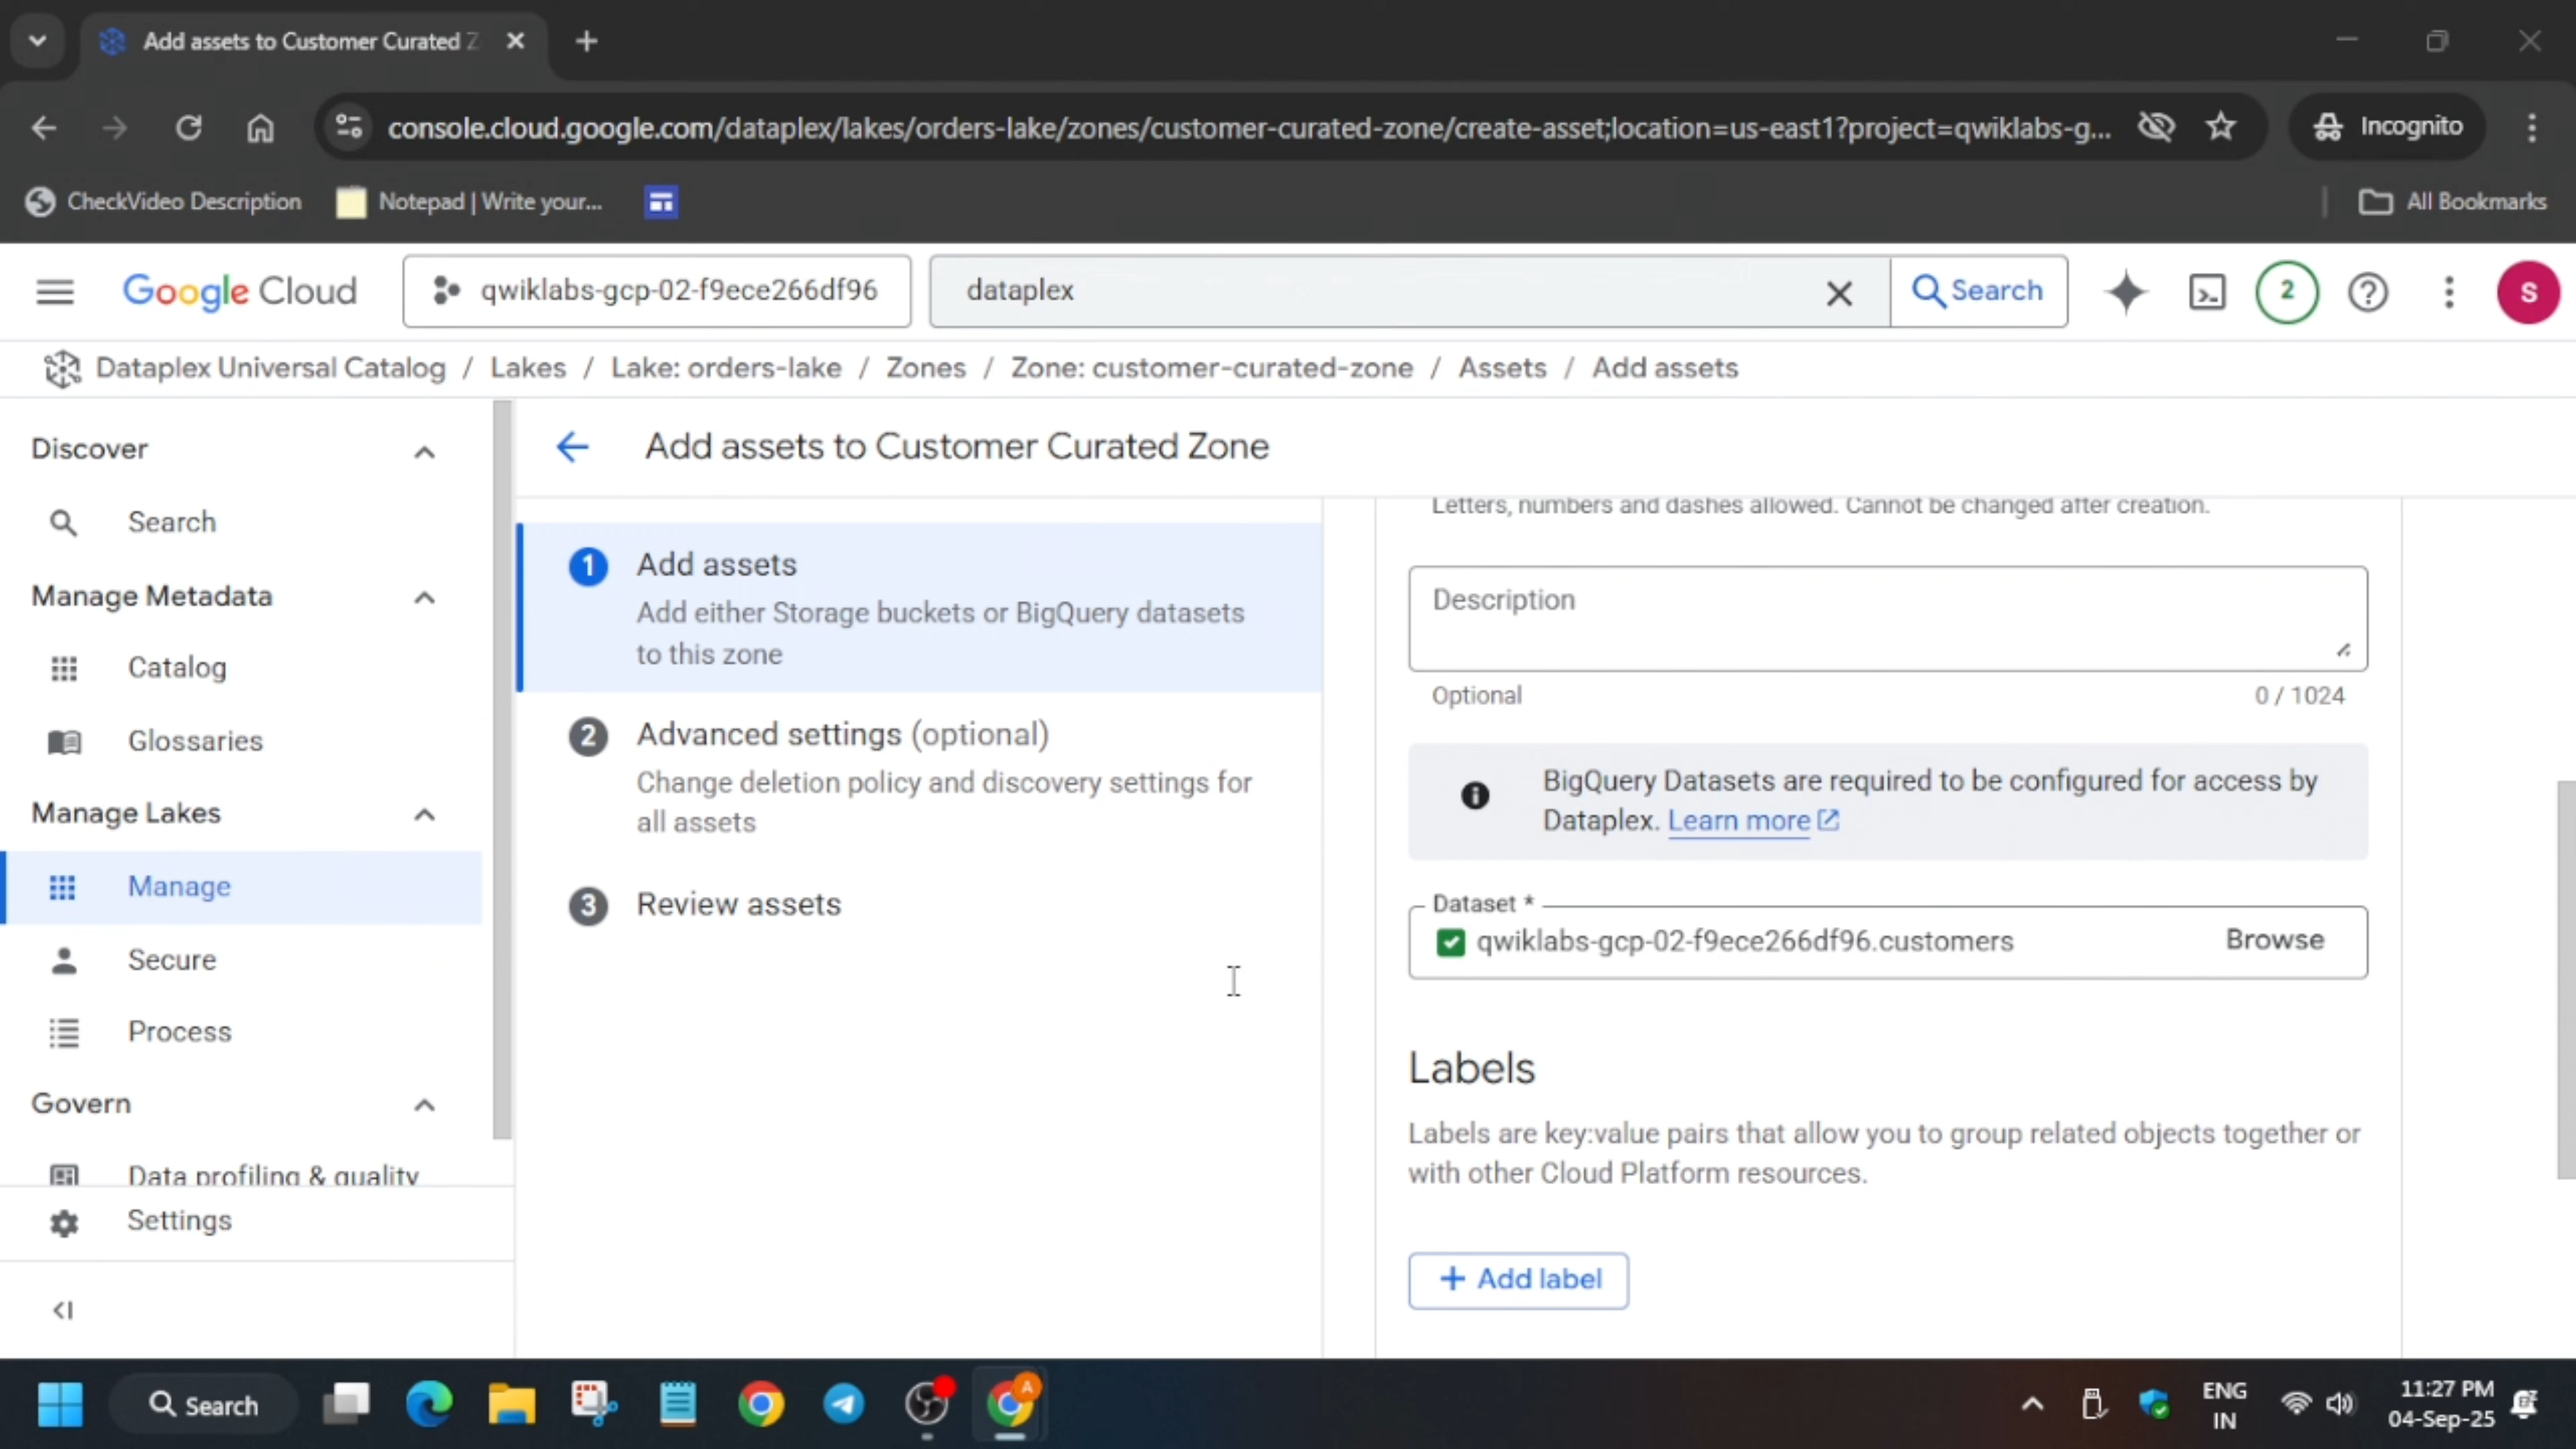 Add assets to Customer Curated Z
console.cloud.google.com/dataplex/lakes/orders-lake/zones/customer-curated-zone/create-asset;location=us-east1?project=qwiklabs-g...
Incognito
CheckVideo Description
Notepad | Write your...
All Bookmarks
Google Cloud
qwiklabs-gcp-02-f9ece266df96
dataplex
Search
2
S
Dataplex Universal Catalog / Lakes / Lake: orders-lake / Zones / Zone: customer-curated-zone / Assets / Add assets
Discover
Search
Manage Metadata
Catalog
Glossaries
Manage Lakes
Manage
Secure
Process
Govern
Data profiling & quality
Settings
Add assets to Customer Curated Zone
1 Add assets
Add either Storage buckets or BigQuery datasets
to this zone
2 Advanced settings (optional)
Change deletion policy and discovery settings for
all assets
3 Review assets
Letters, numbers and dashes allowed. Cannot be changed after creation.
Description
Optional
0 / 1024
BigQuery Datasets are required to be configured for access by
Dataplex. Learn more
Dataset *
qwiklabs-gcp-02-f9ece266df96.customers
Browse
Labels
Labels are key:value pairs that allow you to group related objects together or
with other Cloud Platform resources.
+ Add label
Search
A
ENG
IN
11:27 PM
04-Sep-25